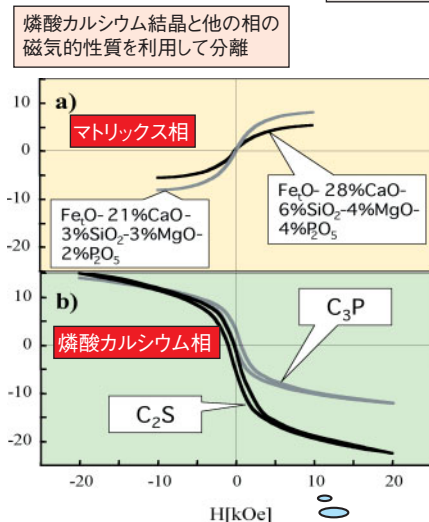 燐酸カルシウム結晶と他の相の
磁気的性質を利用して分離
a)
マトリックス相
10
0
-10
-20
FeₜO- 21%CaO-
3%SiO₂-3%MgO-
2%P₂O₅
FeₜO- 28%CaO-
6%SiO₂-4%MgO-
4%P₂O₅
b)
燐酸カルシウム相
10
0
-10
-20
C₃P
C₂S
-20 -10 0 10 20
H[kOe]